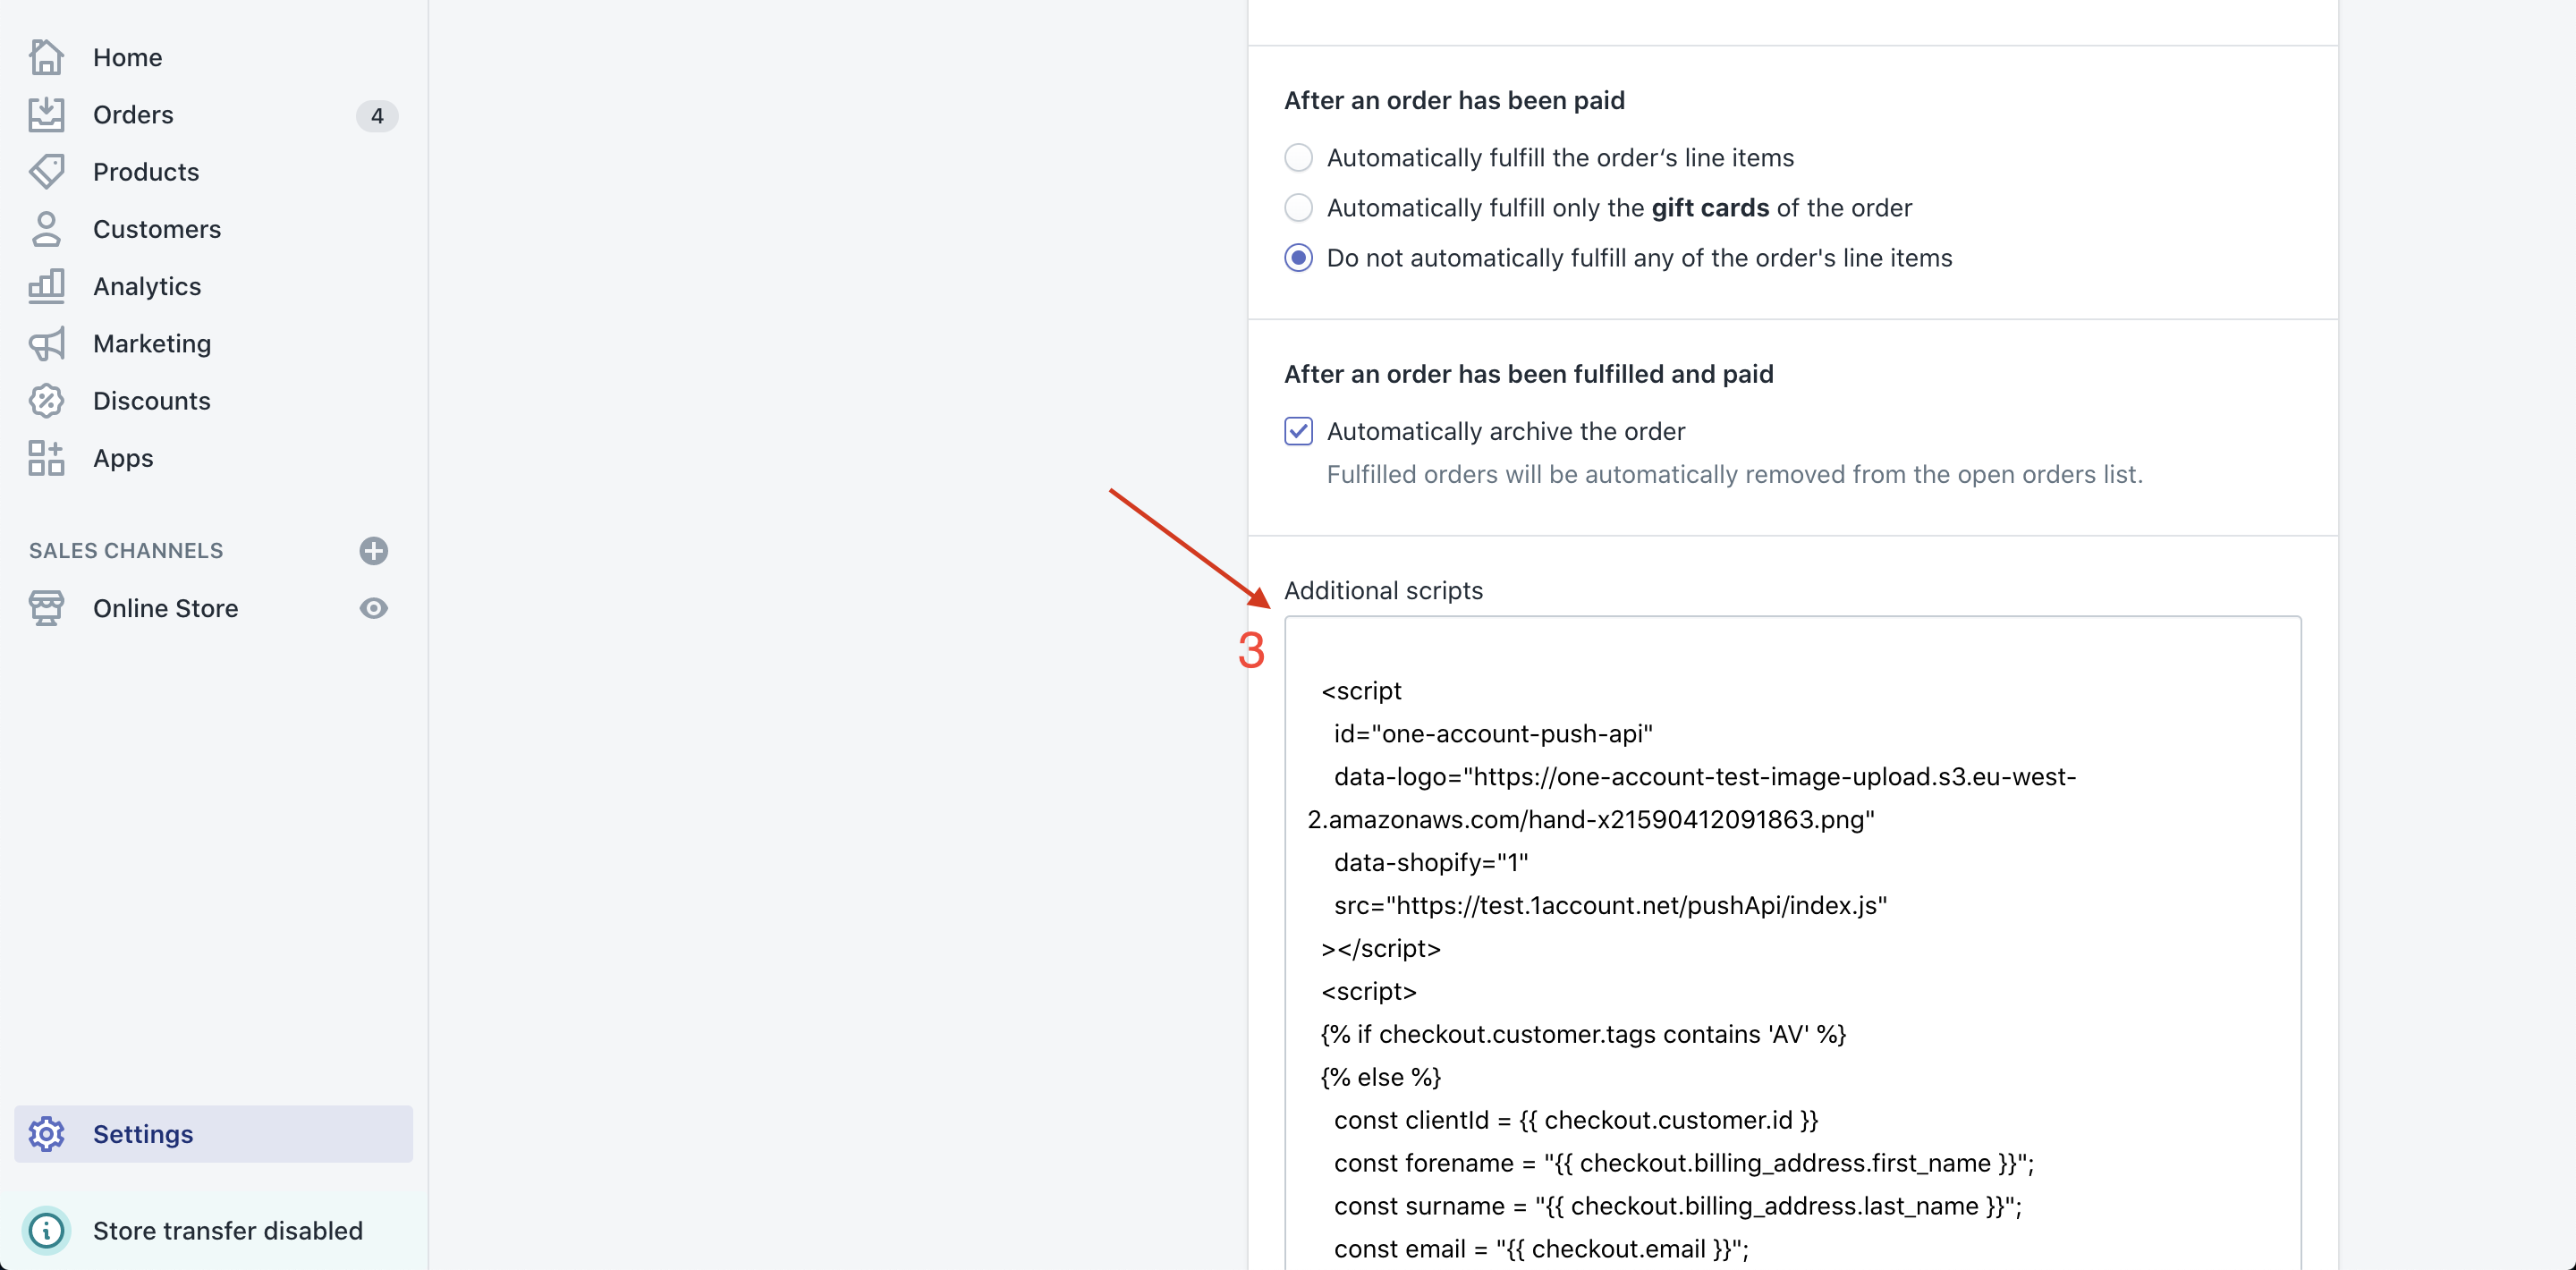 Home
Orders
4
Products
Customers
Analytics
Marketing
Discounts
Apps
SALES CHANNELS
Online Store
Settings
Store transfer disabled
After an order has been paid
Automatically fulfill the order‘s line items
Automatically fulfill only the gift cards of the order
Do not automatically fulfill any of the order's line items
After an order has been fulfilled and paid
Automatically archive the order
Fulfilled orders will be automatically removed from the open orders list.
Additional scripts
3
<script
id="one-account-push-api"
data-logo="https://one-account-test-image-upload.s3.eu-west-
2.amazonaws.com/hand-x21590412091863.png"
data-shopify="1"
src="https://test.1account.net/pushApi/index.js"
></script>
<script>
{% if checkout.customer.tags contains 'AV' %}
{% else %}
const clientId = {{ checkout.customer.id }}
const forename = "{{ checkout.billing_address.first_name }}";
const surname = "{{ checkout.billing_address.last_name }}";
const email = "{{ checkout.email }}";